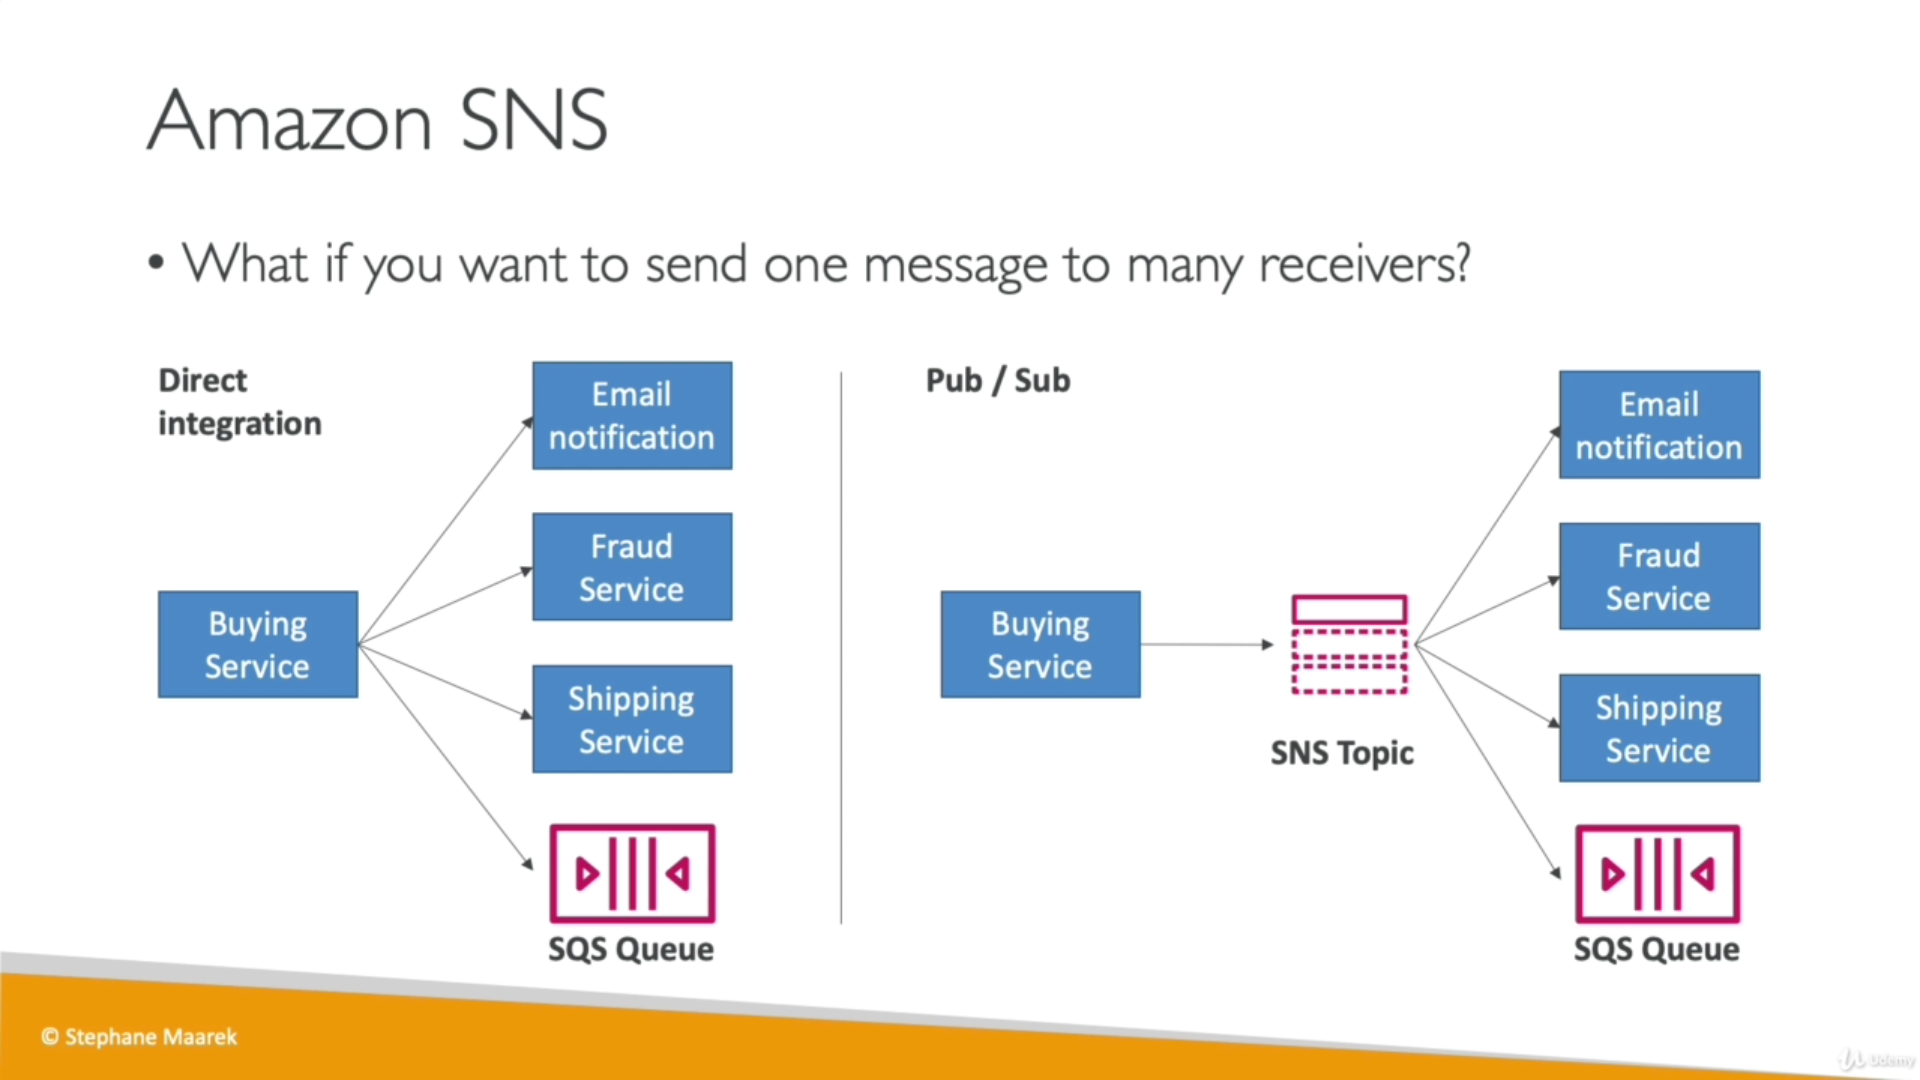 Amazon SNS
• What if you want to send one message to many receivers?
Direct
integration
Email
notification
Fraud
Service
Buying
Service
Shipping
Service
SQS Queue
Pub / Sub
Buying
Service
SNS Topic
Email
notification
Fraud
Service
Shipping
Service
SQS Queue
© Stephane Maarek
Udemy